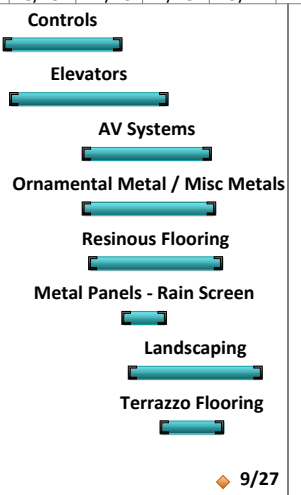 Controls
Elevators
AV Systems
Ornamental Metal / Misc Metals
Resinous Flooring
Metal Panels - Rain Screen
Landscaping
Terrazzo Flooring
9/27